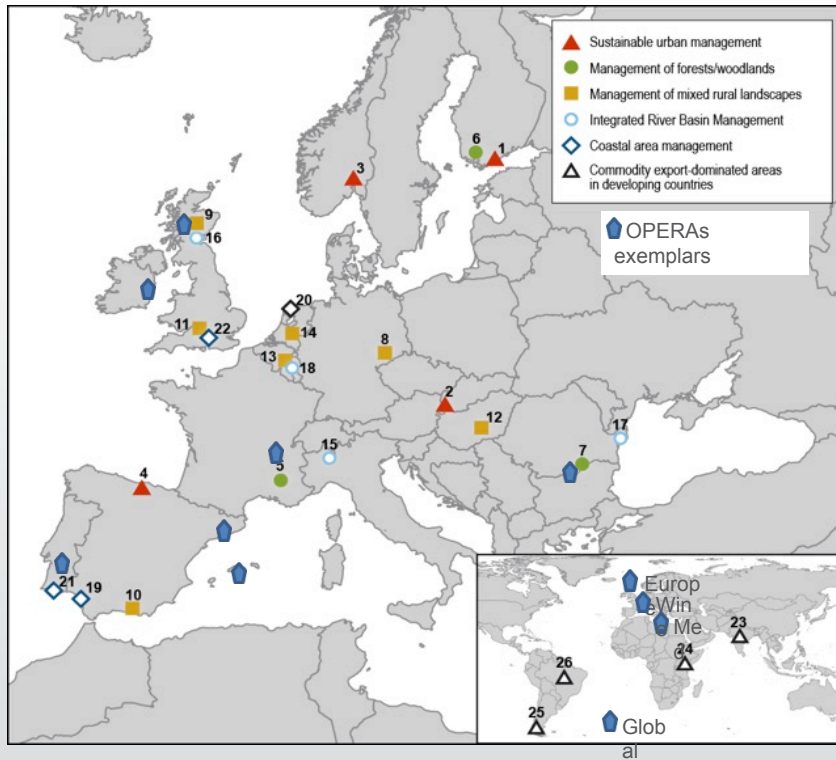 Sustainable urban management
Management of forests/woodlands
Management of mixed rural landscapes
Integrated River Basin Management
Coastal area management
Commodity export-dominated areas
in developing countries
OPERAs
exemplars
6
1
3
9
16
20
11
22
14
8
13
18
2
12
17
15
7
4
5
21
19
10
Europ
e
Win
e
Me
d
23
24
26
25
Glob
al